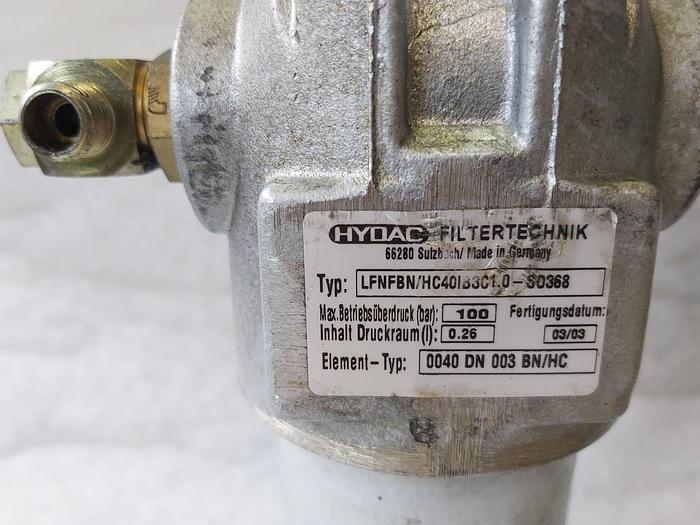 HYDAC FILTERTECHNIK
66280 Sulzbach/ Made in Germany
Typ: LFNFBN/HC40IB3C1.0-SO368
Max.Betriebsüberdruck (bar): 100 Fertigungsdatum:
Inhalt Druckraum (l): 0.26 03/03
Element-Typ: 0040 DN 003 BN/HC